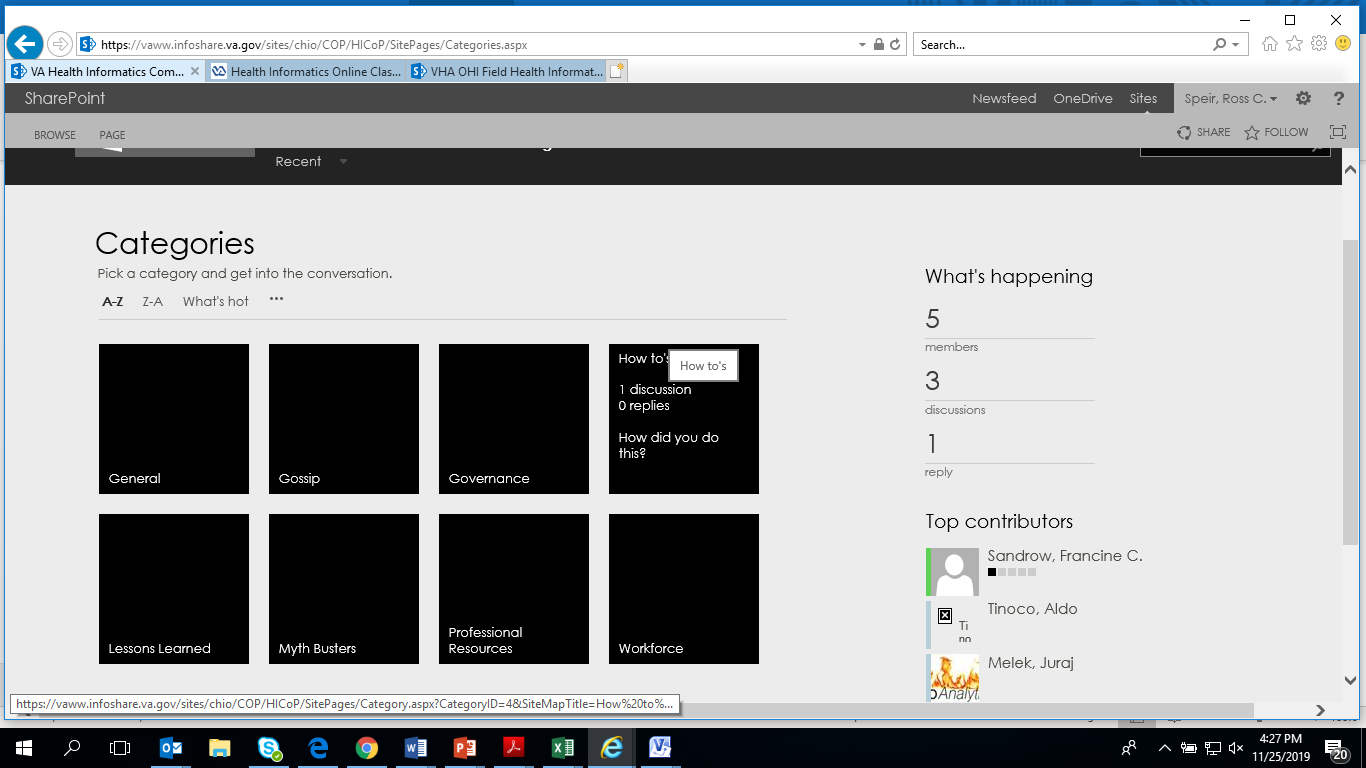 https://vaww.infoshare.va.gov/sites/chio/COP/HICoP/SitePages/Categories.aspx
Search...
VA Health Informatics Com...
Health Informatics Online Clas...
VHA OHI Field Health Informat...
SharePoint
Newsfeed
OneDrive
Sites
Speir, Ross C.
?
BROWSE
PAGE
SHARE
FOLLOW
Recent
Categories
Pick a category and get into the conversation.
A-Z
Z-A
What's hot
...
General
Gossip
Governance
How to's
How to's
1 discussion
0 replies
How did you do
this?
Lessons Learned
Myth Busters
Professional
Resources
Workforce
What's happening
5
members
3
discussions
1
reply
Top contributors
Sandrow, Francine C.
Tinoco, Aldo
Ti
no
Melek, Juraj
Analyt
https://vaww.infoshare.va.gov/sites/chio/COP/HICoP/SitePages/Category.aspx?CategoryID=4&SiteMapTitle=How%20to%...
4:27 PM
11/25/2019
20